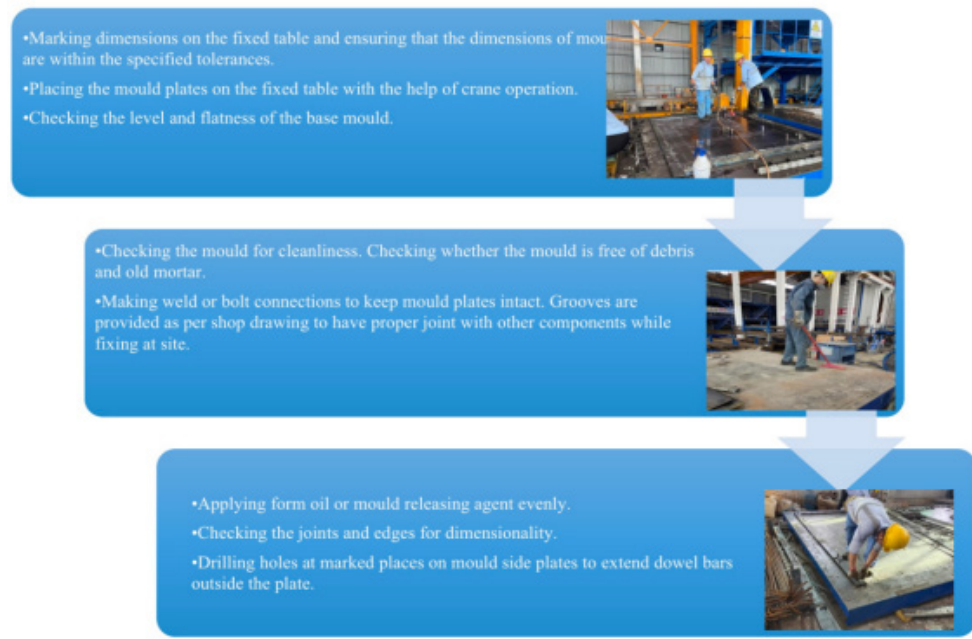 •Marking dimensions on the fixed table and ensuring that the dimensions of mou
are within the specified tolerances.
•Placing the mould plates on the fixed table with the help of crane operation.
•Checking the level and flatness of the base mould.
•Checking the mould for cleanliness. Checking whether the mould is free of debris
and old mortar.
•Making weld or bolt connections to keep mould plates intact. Grooves are
provided as per shop drawing to have proper joint with other components while
fixing at site.
•Applying form oil or mould releasing agent evenly.
•Checking the joints and edges for dimensionality.
•Drilling holes at marked places on mould side plates to extend dowel bars
outside the plate.